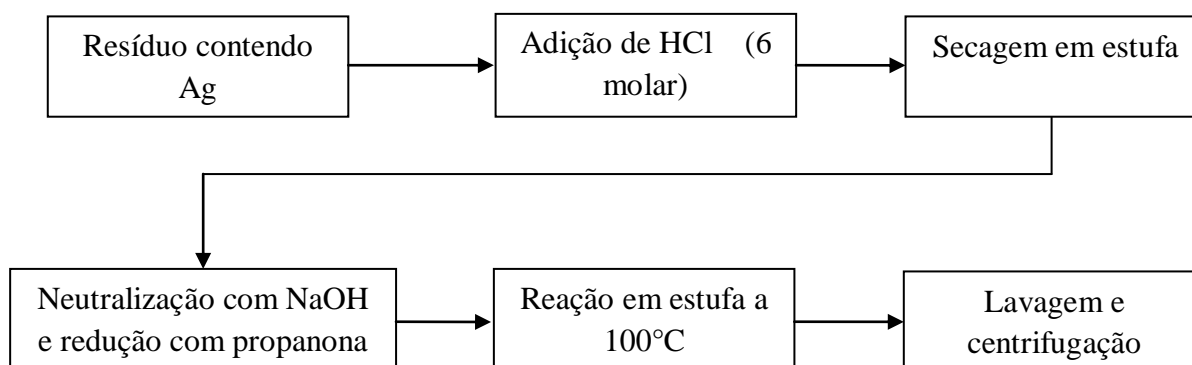 Resíduo contendo
Ag
Adição de HCl (6
molar)
Secagem em estufa
Neutralização com NaOH
e redução com propanona
Reação em estufa a
100°C
Lavagem e
centrifugação